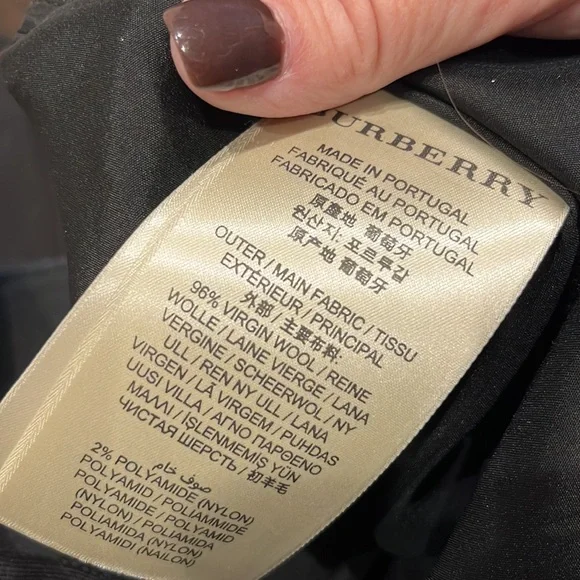 BURBERRY
MADE IN PORTUGAL
FABRIQUÉ AU PORTUGAL
FABRICADO EM PORTUGAL
原產地 葡萄牙
원산지: 포르투갈
原产地 葡萄牙
OUTER / MAIN FABRIC / TISSU
EXTÉRIEUR / PRINCIPAL
外部 / 主要布料:
96% VIRGIN WOOL / REINE
WOLLE / LAINE VIERGE / LANA
VERGINE / SCHEERWOL / NY
ULL / REN NY ULL / LANA
VIRGEN / LÃ VIRGEM / PUHDAS
UUSI VILLA / ΑΓΝΟ ΠΑΡΘΕΝΟ
ΜΑΛΛΙ / İŞLENMEMİŞ YÜN
ЧИСТАЯ ШЕРСТЬ / 初羊毛
صوف خام
2% POLYAMIDE (NYLON)
POLYAMID / POLIAMMIDE
POLYAMIDE / POLYAMID
(NYLON) / POLIAMIDA
POLIAMIDA (NYLON)
POLYAMIDI (NAILON)